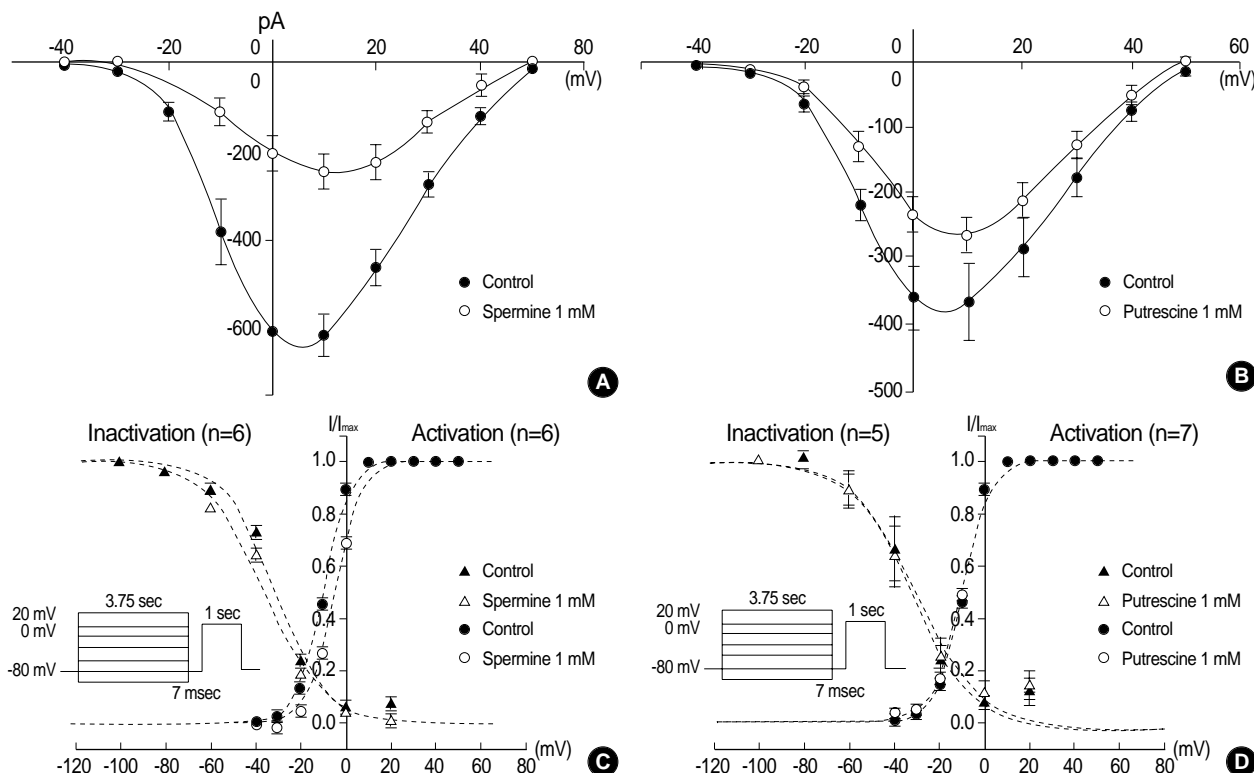 pA
-40 -20 0 20 40 60 80
(mV)
0
-200
-400
-600
Control
Spermine 1 mM
A
-40 -20 0 20 40 60
(mV)
0
-100
-200
-300
-400
-500
Control
Putrescine 1 mM
B
Inactivation (n=6)
I/Imax
Activation (n=6)
1.0
0.8
0.6
0.4
0.2
0.0
Control
Spermine 1 mM
Control
Spermine 1 mM
3.75 sec
1 sec
20 mV
0 mV
-80 mV
7 msec
-120 -100 -80 -60 -40 -20 0 20 40 60 80
(mV)
C
Inactivation (n=5)
I/Imax
Activation (n=7)
1.0
0.8
0.6
0.4
0.2
0.0
Control
Putrescine 1 mM
Control
Putrescine 1 mM
3.75 sec
1 sec
20 mV
0 mV
-80 mV
7 msec
-120 -100 -80 -60 -40 -20 0 20 40 60 80
(mV)
D